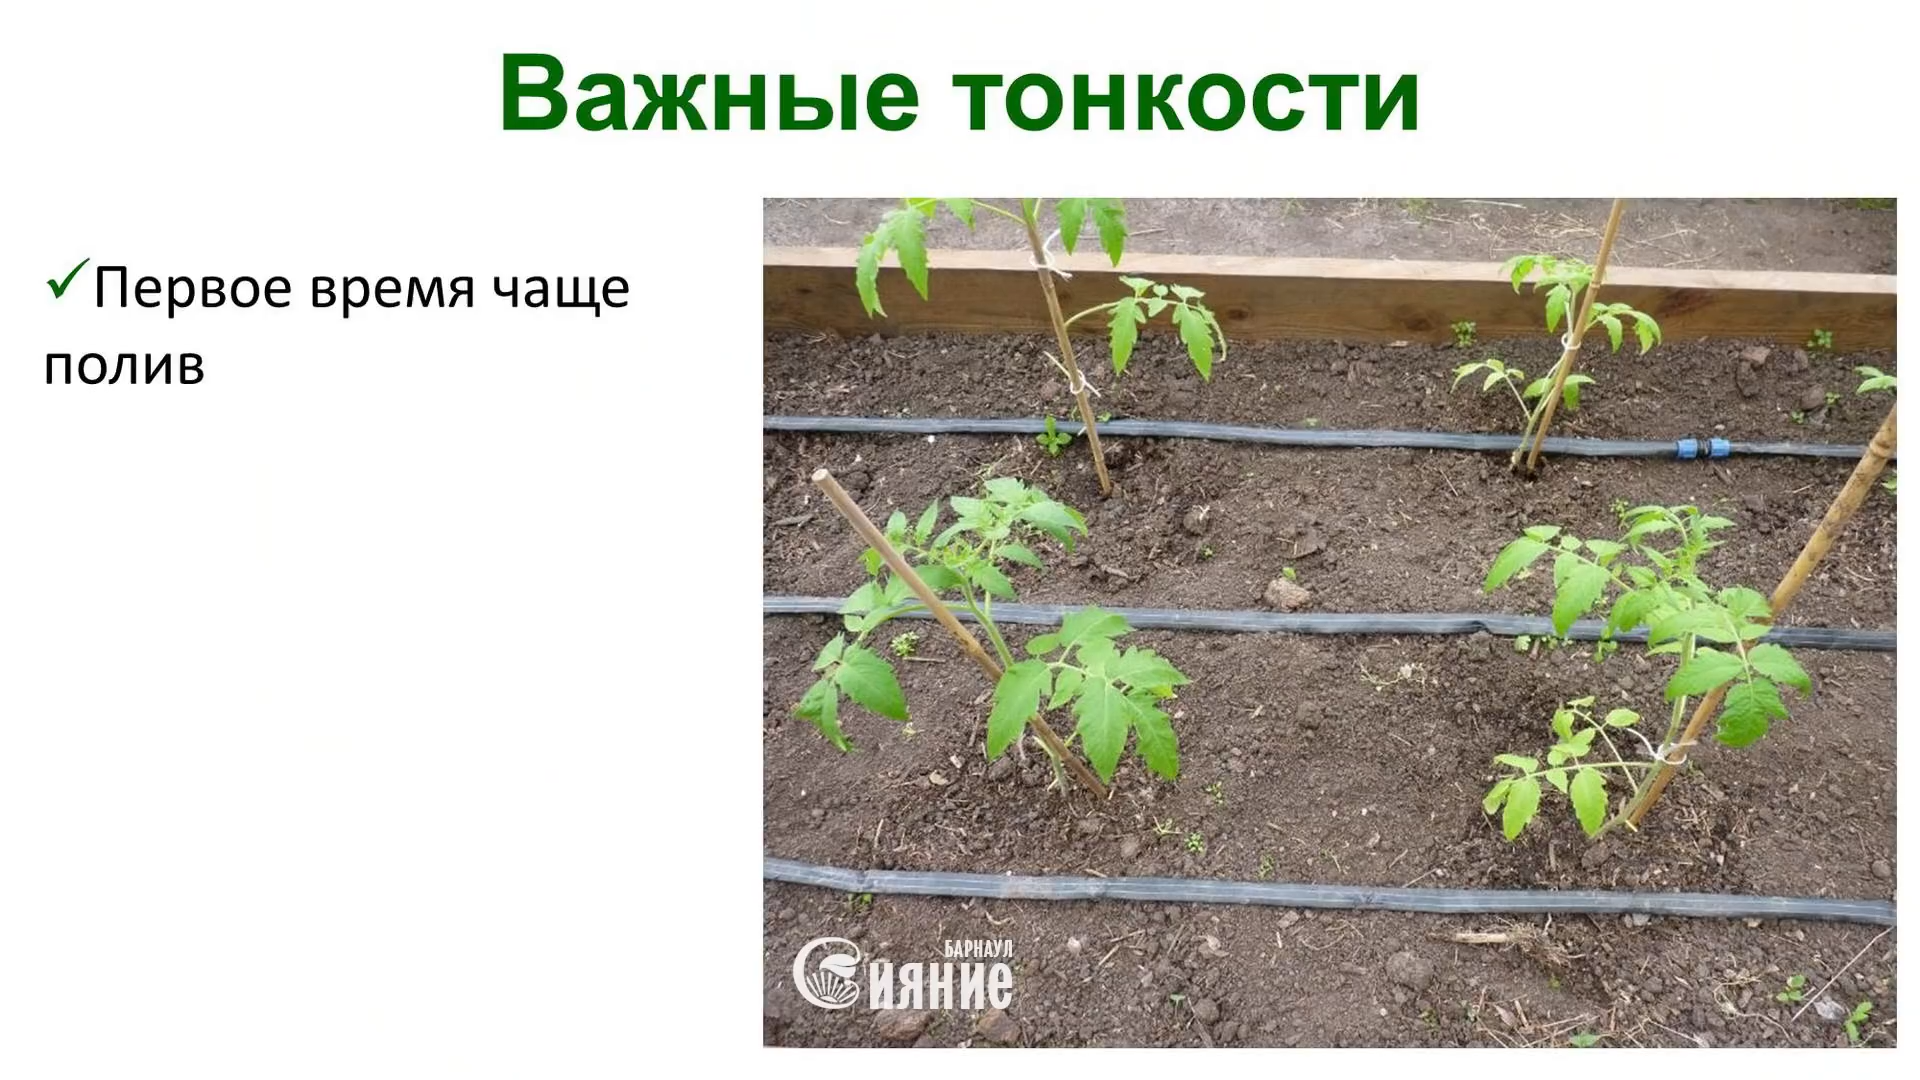 Важные тонкости
✓Первое время чаще
полив
БАРНАУЛ
Сияние